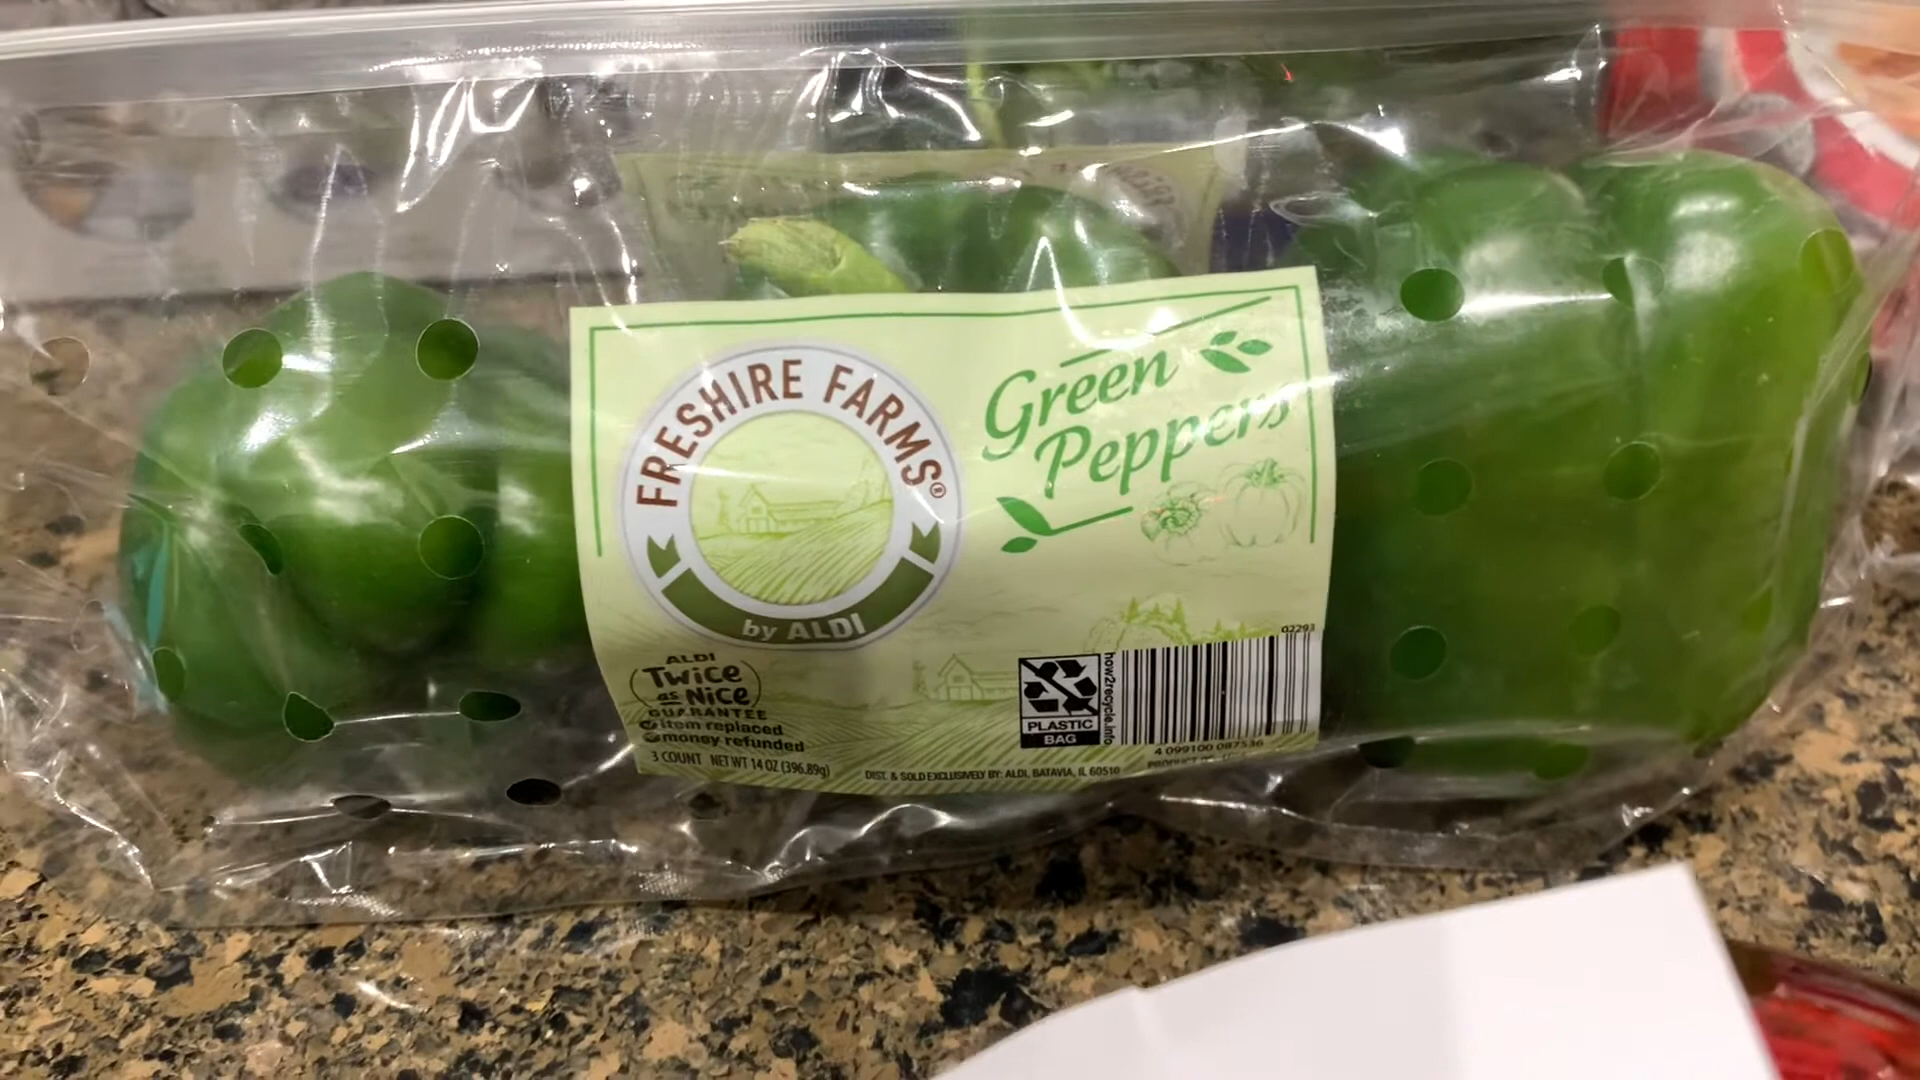 FRESHIRE FARMS®
by ALDI
Green
Peppers
ALDI
Twice
as Nice
GUARANTEE
item replaced
money refunded
3 COUNT NET WT 14 OZ (396.89g)
DIST. & SOLD EXCLUSIVELY BY: ALDI, BATAVIA, IL 60510
PLASTIC
BAG
how2recycle.info
02293
4 099100 087536
PRODUCT OF